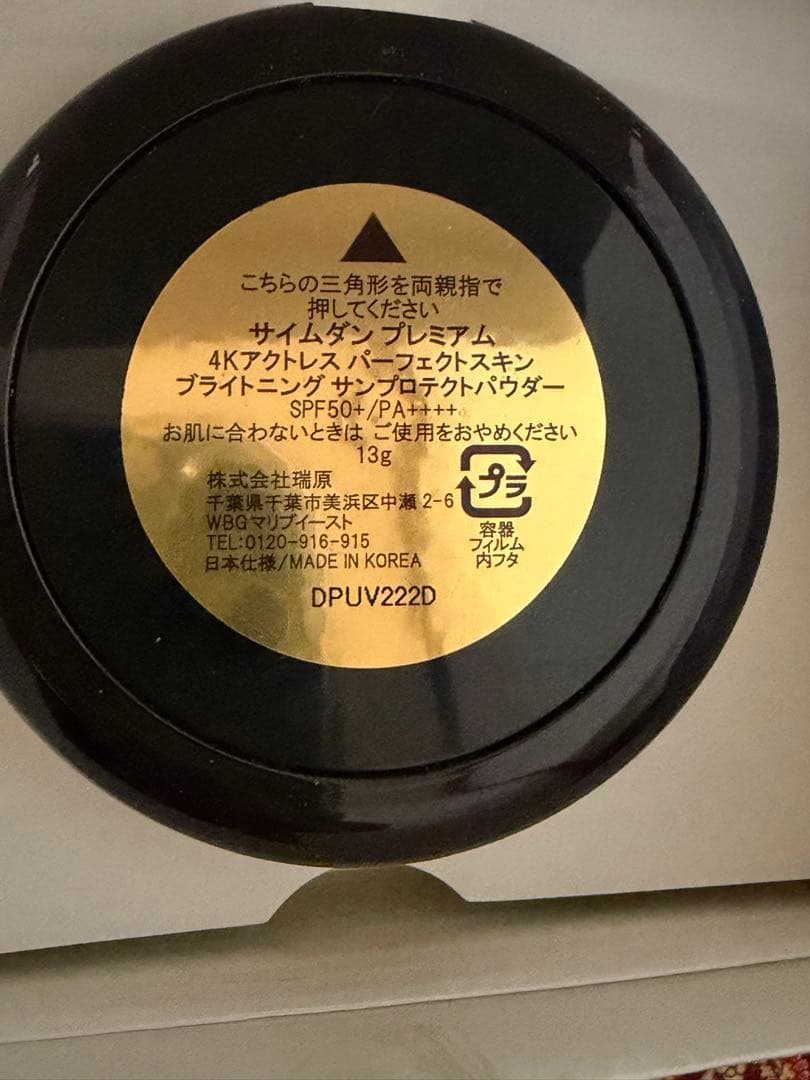 こちらの三角形を両親指で
押してください
サイムダン プレミアム
4Kアクトレス パーフェクトスキン
ブライトニング サンプロテクトパウダー
SPF50+/PA++++
お肌に合わないときは ご使用をおやめください
13g
株式会社瑞原
千葉県千葉市美浜区中瀬 2-6
WBGマリブイースト
TEL:0120-916-915
日本仕様/MADE IN KOREA
プラ
容器
フィルム
内フタ
DPUV222D